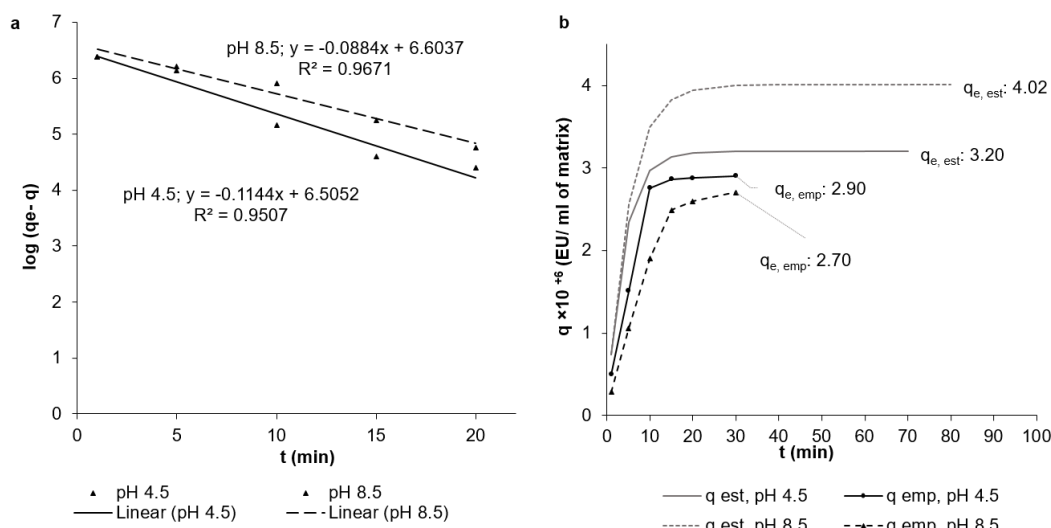 a
log (qe- q)
7
6
5
4
3
2
1
0
pH 8.5; y = -0.0884x + 6.6037
R² = 0.9671
pH 4.5; y = -0.1144x + 6.5052
R² = 0.9507
0 5 10 15 20
t (min)
pH 4.5 pH 8.5
Linear (pH 4.5) Linear (pH 8.5)
b
q ×10 +6 (EU/ ml of matrix)
4
3
2
1
0
qe, est: 4.02
qe, est: 3.20
qe, emp: 2.90
qe, emp: 2.70
0 10 20 30 40 50 60 70 80 90 100
t (min)
q est, pH 4.5 q emp, pH 4.5
q est, pH 8.5 q emp, pH 8.5